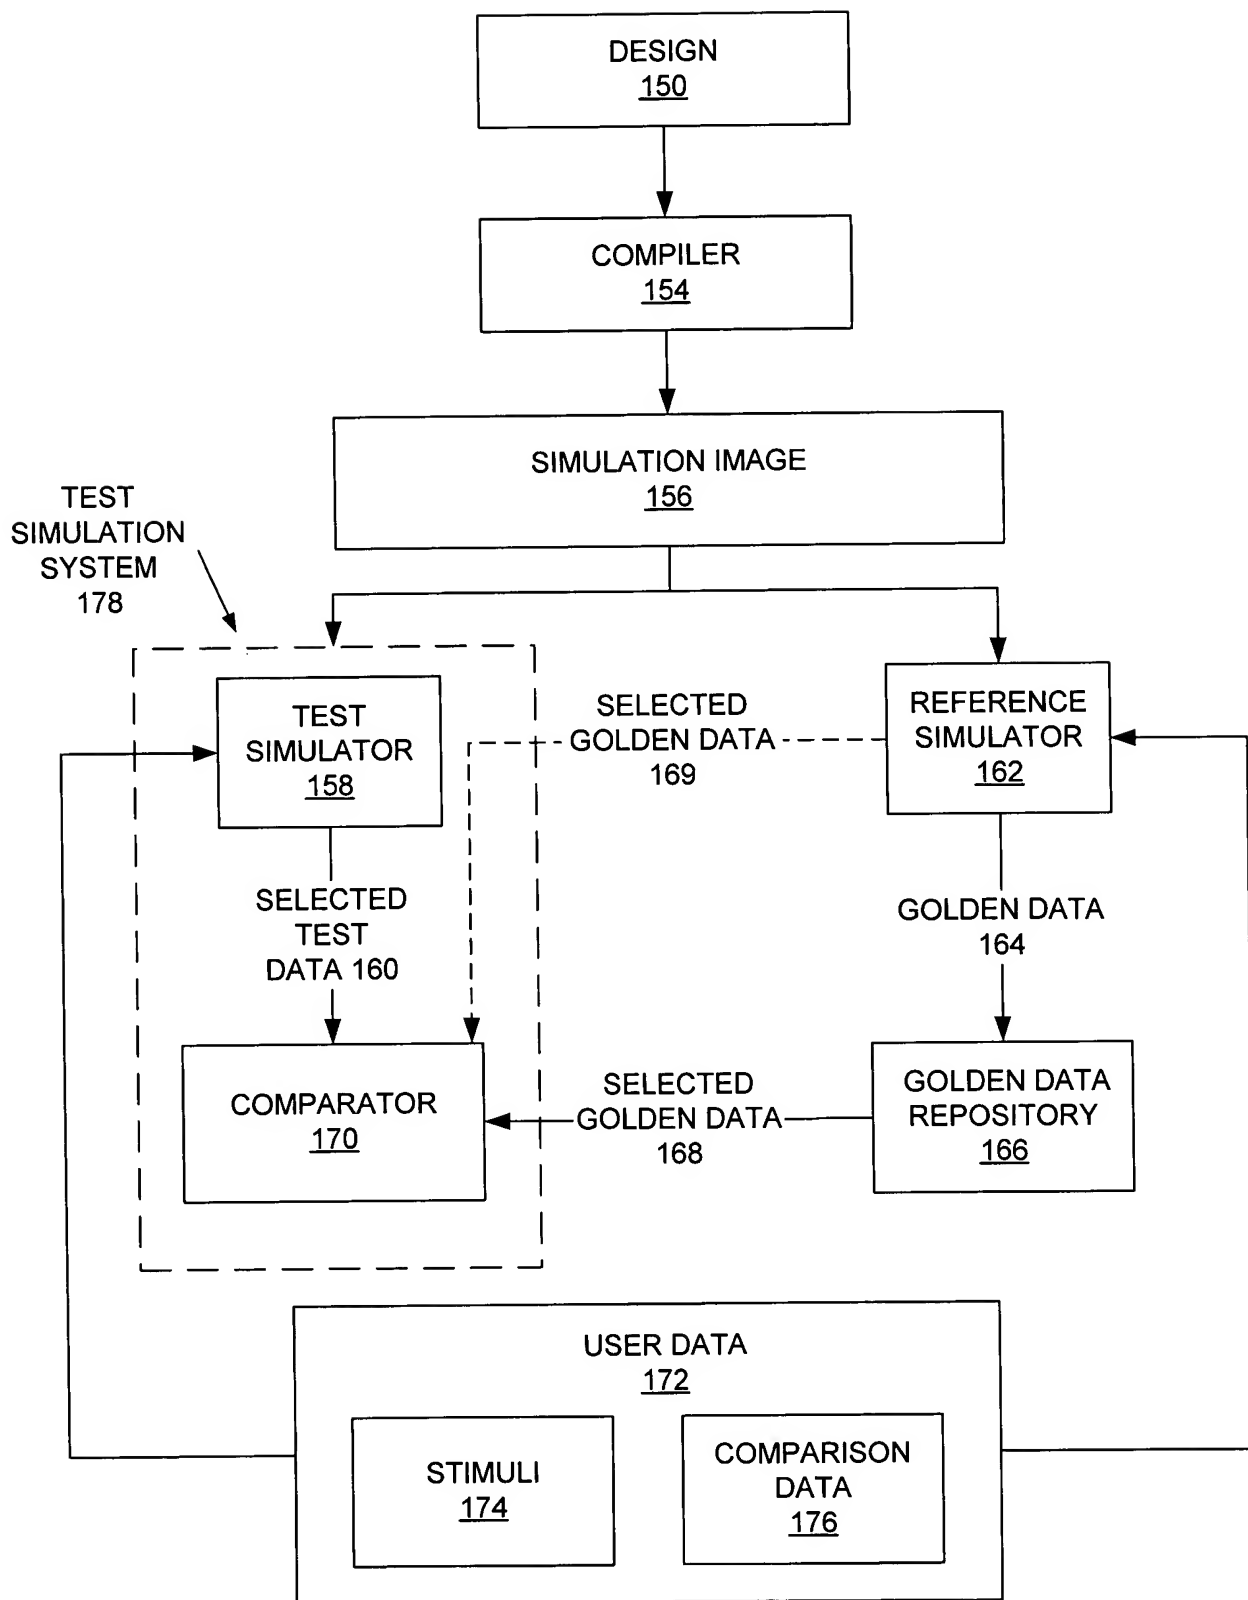 DESIGN
150
COMPILER
154
SIMULATION IMAGE
156
TEST
SIMULATION
SYSTEM
178
TEST
SIMULATOR
158
SELECTED
GOLDEN DATA
169
REFERENCE
SIMULATOR
162
SELECTED
TEST
DATA 160
GOLDEN DATA
164
COMPARATOR
170
SELECTED
GOLDEN DATA
168
GOLDEN DATA
REPOSITORY
166
USER DATA
172
STIMULI
174
COMPARISON
DATA
176